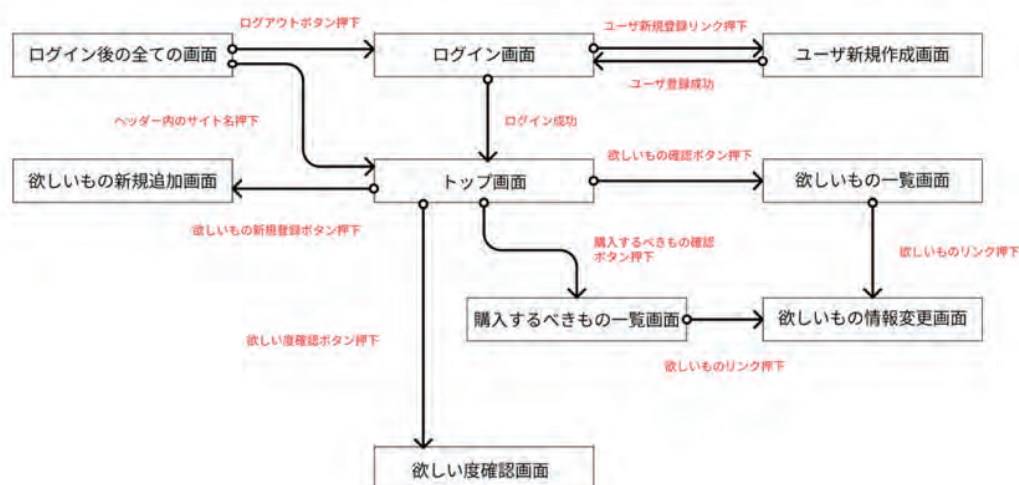 ログアウトボタン押下
ユーザ新規登録リンク押下
ログイン後の全ての画面
ログイン画面
ユーザ新規作成画面
ユーザ登録成功
ヘッダー内のサイト名押下
ログイン成功
欲しいもの確認ボタン押下
欲しいもの新規追加画面
トップ画面
欲しいもの一覧画面
欲しいもの新規登録ボタン押下
購入するべきもの確認
ボタン押下
欲しいものリンク押下
購入するべきもの一覧画面
欲しいもの情報変更画面
欲しい度確認ボタン押下
欲しいものリンク押下
欲しい度確認画面